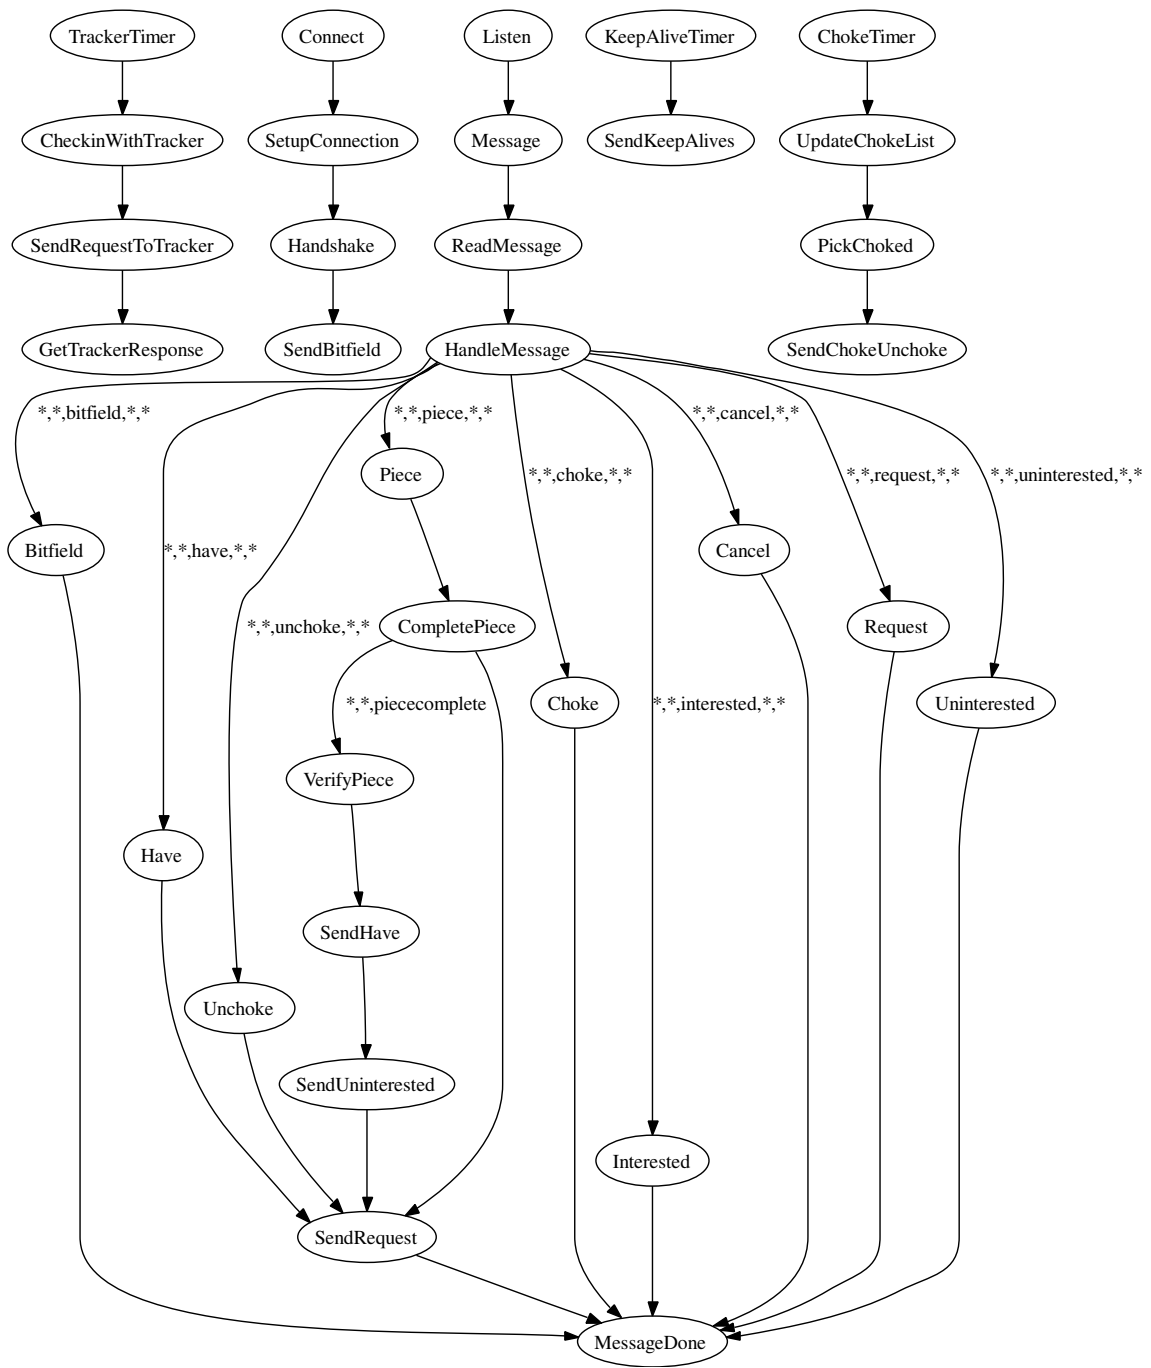 TrackerTimer Connect Listen KeepAliveTimer ChokeTimer
CheckinWithTracker SetupConnection Message SendKeepAlives UpdateChokeList
SendRequestToTracker Handshake ReadMessage PickChoked
GetTrackerResponse SendBitfield HandleMessage SendChokeUnchoke
*,*,bitfield,*,* *,*,piece,*,* *,*,cancel,*,*
Piece *,*,choke,*,* *,*,request,*,* *,*,uninterested,*,*
Bitfield *,*,have,*,* Cancel
*,*,unchoke,*,* CompletePiece Request
*,*,piececomplete Choke *,*,interested,*,* Uninterested
VerifyPiece
Have
SendHave
Unchoke
SendUninterested
Interested
SendRequest
MessageDone